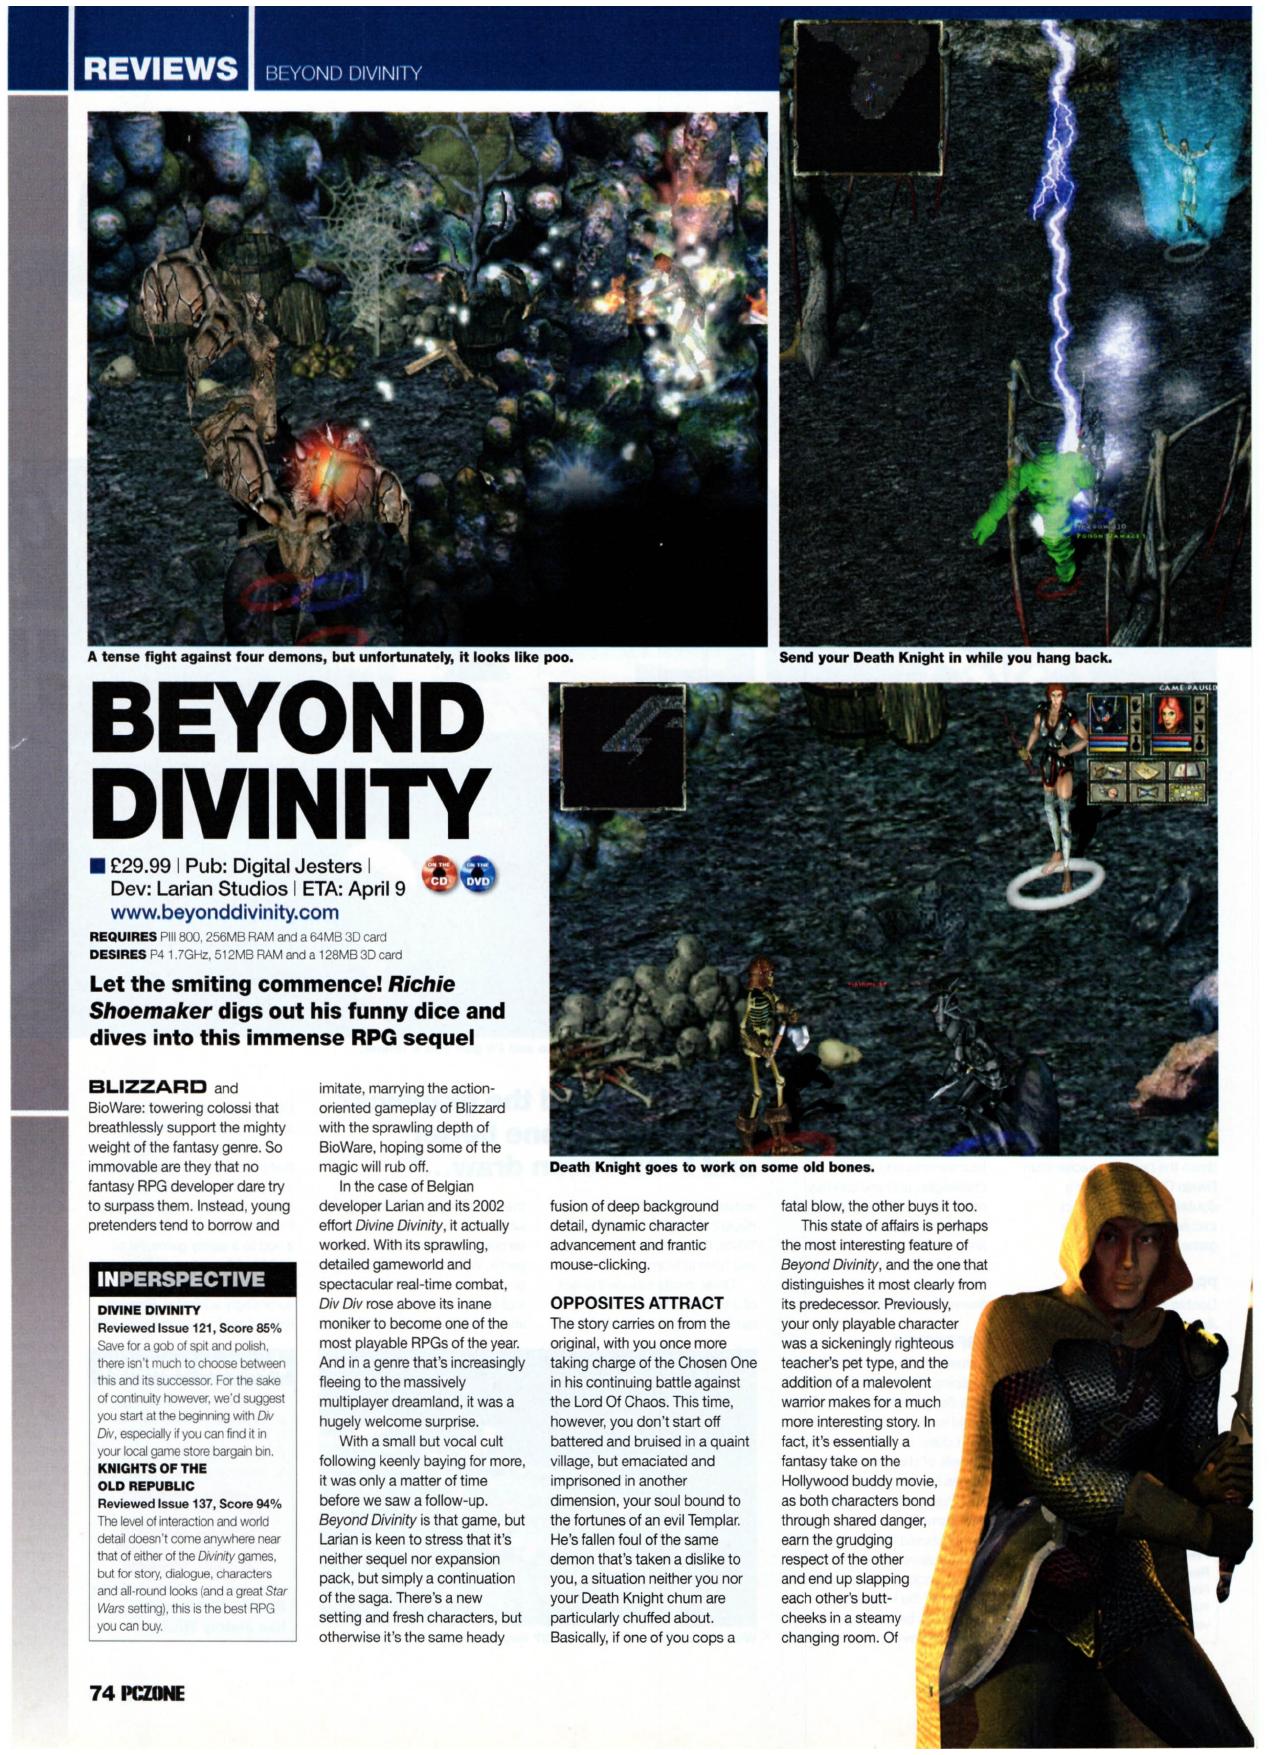 REVIEWS
BEYOND DIVINITY
A tense fight against four demons, but unfortunately, it looks like poo.
Send your Death Knight in while you hang back.
BEYOND
DIVINITY
£29.99 | Pub: Digital Jesters |
Dev: Larian Studios | ETA: April 9
www.beyonddivinity.com
ON THE
CD
ON THE
DVD
REQUIRES PIII 800, 256MB RAM and a 64MB 3D card
DESIRES P4 1.7GHz, 512MB RAM and a 128MB 3D card
Let the smiting commence! Richie
Shoemaker digs out his funny dice and
dives into this immense RPG sequel
GAME PAUSED
Death Knight goes to work on some old bones.
BLIZZARD and
BioWare: towering colossi that
breathlessly support the mighty
weight of the fantasy genre. So
immovable are they that no
fantasy RPG developer dare try
to surpass them. Instead, young
pretenders tend to borrow and
imitate, marrying the action-
oriented gameplay of Blizzard
with the sprawling depth of
BioWare, hoping some of the
magic will rub off.
In the case of Belgian
developer Larian and its 2002
effort Divine Divinity, it actually
worked. With its sprawling,
detailed gameworld and
spectacular real-time combat,
Div Div rose above its inane
moniker to become one of the
most playable RPGs of the year.
And in a genre that's increasingly
fleeing to the massively
multiplayer dreamland, it was a
hugely welcome surprise.
With a small but vocal cult
following keenly baying for more,
it was only a matter of time
before we saw a follow-up.
Beyond Divinity is that game, but
Larian is keen to stress that it's
neither sequel nor expansion
pack, but simply a continuation
of the saga. There's a new
setting and fresh characters, but
otherwise it's the same heady
fusion of deep background
detail, dynamic character
advancement and frantic
mouse-clicking.
OPPOSITES ATTRACT
The story carries on from the
original, with you once more
taking charge of the Chosen One
in his continuing battle against
the Lord Of Chaos. This time,
however, you don't start off
battered and bruised in a quaint
village, but emaciated and
imprisoned in another
dimension, your soul bound to
the fortunes of an evil Templar.
He's fallen foul of the same
demon that's taken a dislike to
you, a situation neither you nor
your Death Knight chum are
particularly chuffed about.
Basically, if one of you cops a
fatal blow, the other buys it too.
This state of affairs is perhaps
the most interesting feature of
Beyond Divinity, and the one that
distinguishes it most clearly from
its predecessor. Previously,
your only playable character
was a sickeningly righteous
teacher's pet type, and the
addition of a malevolent
warrior makes for a much
more interesting story. In
fact, it's essentially a
fantasy take on the
Hollywood buddy movie,
as both characters bond
through shared danger,
earn the grudging
respect of the other
and end up slapping
each other's butt-
cheeks in a steamy
changing room. Of
INPERSPECTIVE
DIVINE DIVINITY
Reviewed Issue 121, Score 85%
Save for a gob of spit and polish,
there isn't much to choose between
this and its successor. For the sake
of continuity however, we'd suggest
you start at the beginning with Div
Div, especially if you can find it in
your local game store bargain bin.
KNIGHTS OF THE
OLD REPUBLIC
Reviewed Issue 137, Score 94%
The level of interaction and world
detail doesn't come anywhere near
that of either of the Divinity games,
but for story, dialogue, characters
and all-round looks (and a great Star
Wars setting), this is the best RPG
you can buy.
74 PCZONE